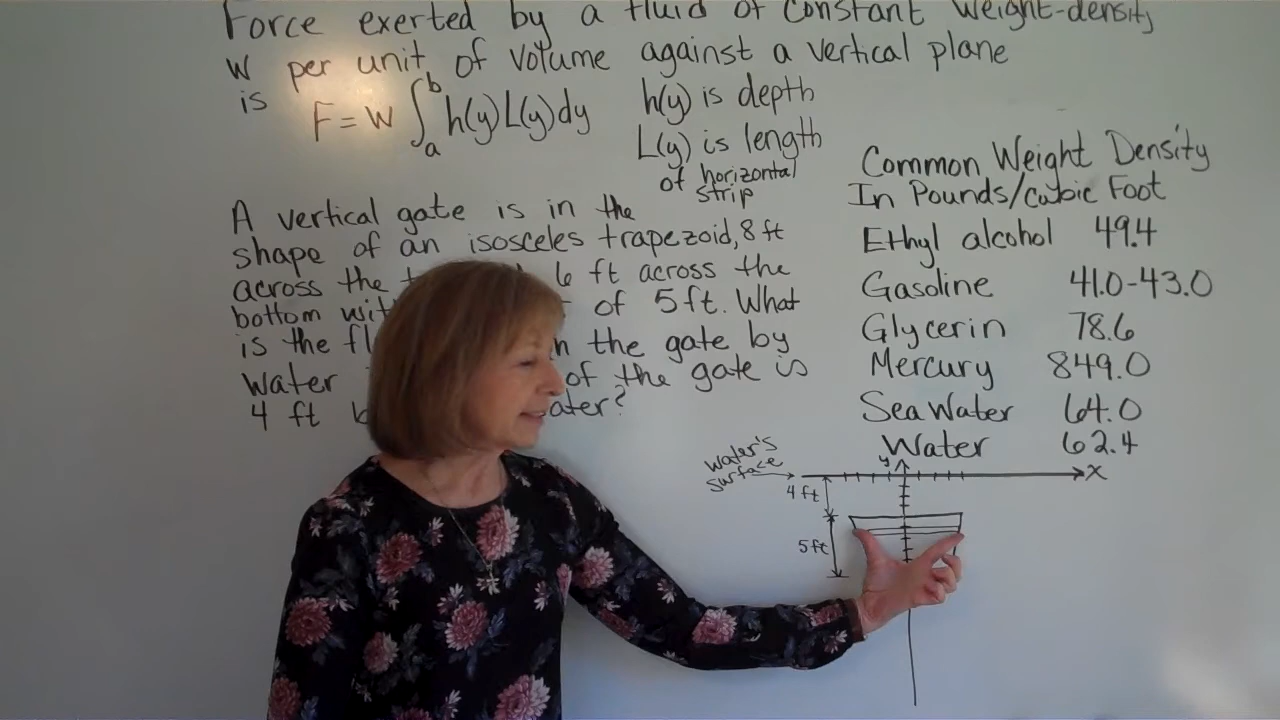 Force exerted by a fluid of constant weight-density
W per unit of volume against a vertical plane
is F = W ∫_a^b h(y)L(y)dy
h(y) is depth
L(y) is length
of horizontal
strip
A vertical gate is in the
shape of an isosceles trapezoid, 8 ft
across the 6 ft across the
bottom of 5 ft. What
is the the gate by
water of the gate is
4 ft
Common Weight Density
In Pounds/cubic Foot
Ethyl alcohol 49.4
Gasoline 41.0-43.0
Glycerin 78.6
Mercury 849.0
Sea Water 64.0
Water 62.4
water's
surface
y
x
4 ft
5 ft